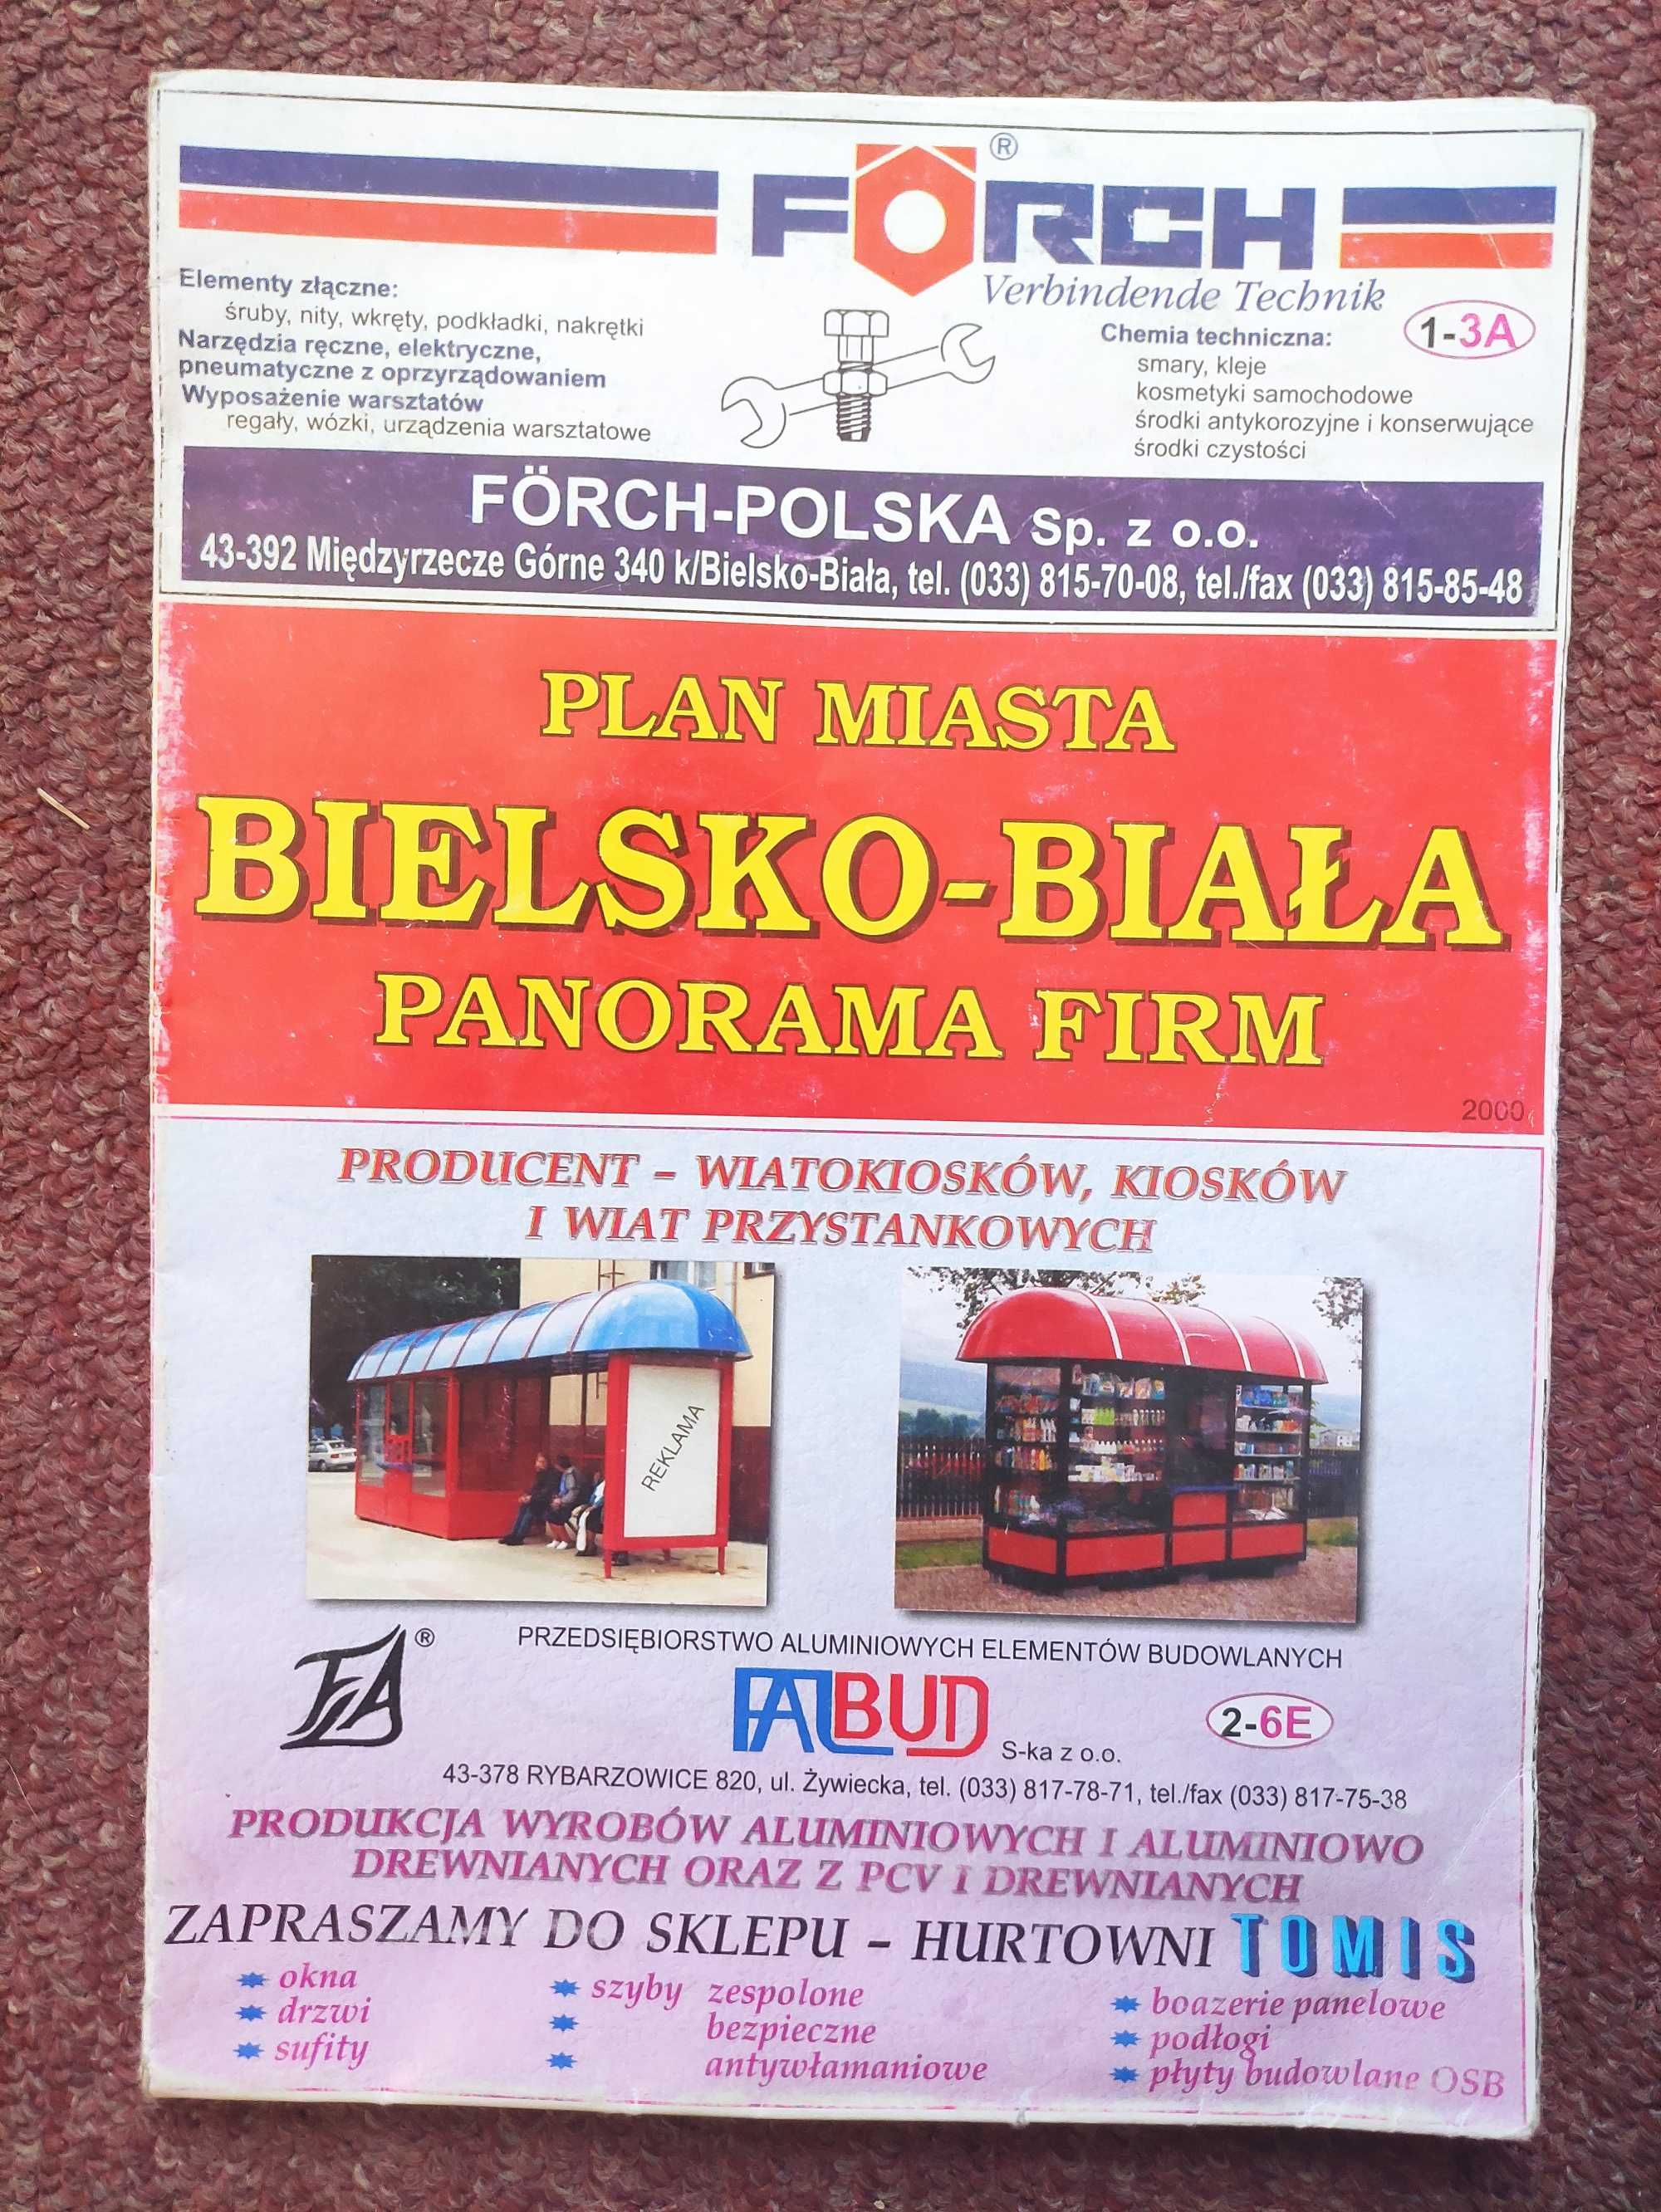 FÖRCH ®
Verbindende Technik
Elementy złączne:
śruby, nity, wkręty, podkładki, nakrętki
Narzędzia ręczne, elektryczne,
pneumatyczne z oprzyrządowaniem
Wyposażenie warsztatów
regały, wózki, urządzenia warsztatowe
1-3A
Chemia techniczna:
smary, kleje
kosmetyki samochodowe
środki antykorozyjne i konserwujące
środki czystości
FÖRCH-POLSKA Sp. z o.o.
43-392 Międzyrzecze Górne 340 k/Bielsko-Biała, tel. (033) 815-70-08, tel./fax (033) 815-85-48
PLAN MIASTA
BIELSKO-BIAŁA
PANORAMA FIRM
2000
PRODUCENT – WIATOKIOSKÓW, KIOSKÓW
I WIAT PRZYSTANKOWYCH
REKLAMA
®
PRZEDSIĘBIORSTWO ALUMINIOWYCH ELEMENTÓW BUDOWLANYCH
FALBUD
S-ka z o.o.
2-6E
43-378 RYBARZOWICE 820, ul. Żywiecka, tel. (033) 817-78-71, tel./fax (033) 817-75-38
PRODUKCJA WYROBÓW ALUMINIOWYCH I ALUMINIOWO
DREWNIANYCH ORAZ Z PCV I DREWNIANYCH
ZAPRASZAMY DO SKLEPU – HURTOWNI TOMIS
okna
drzwi
sufity
szyby zespolone
bezpieczne
antywłamaniowe
boazerie panelowe
podłogi
płyty budowlane OSB